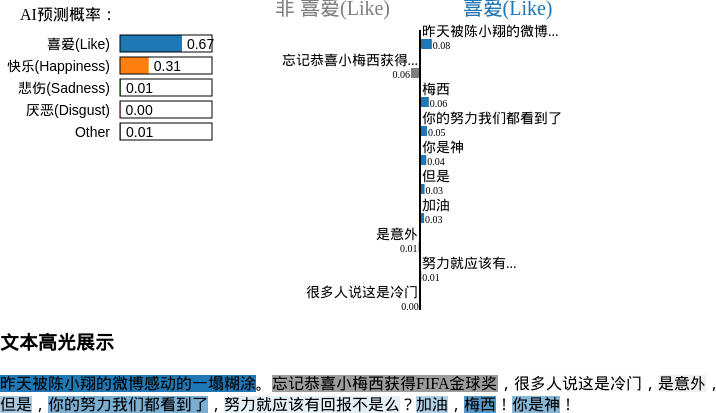 AI预测概率：
喜爱(Like) 0.67
快乐(Happiness) 0.31
悲伤(Sadness) 0.01
厌恶(Disgust) 0.00
Other 0.01
非 喜爱(Like) 喜爱(Like)
昨天被陈小翔的微博...
0.08
忘记恭喜小梅西获得...
0.06
梅西
0.06
你的努力我们都看到了
0.05
你是神
0.04
但是
0.03
加油
0.03
是意外
0.01
努力就应该有...
0.01
很多人说这是冷门
0.00
文本高光展示
昨天被陈小翔的微博感动的一塌糊涂。忘记恭喜小梅西获得FIFA金球奖，很多人说这是冷门，是意外，
但是，你的努力我们都看到了，努力就应该有回报不是么？加油，梅西！你是神！